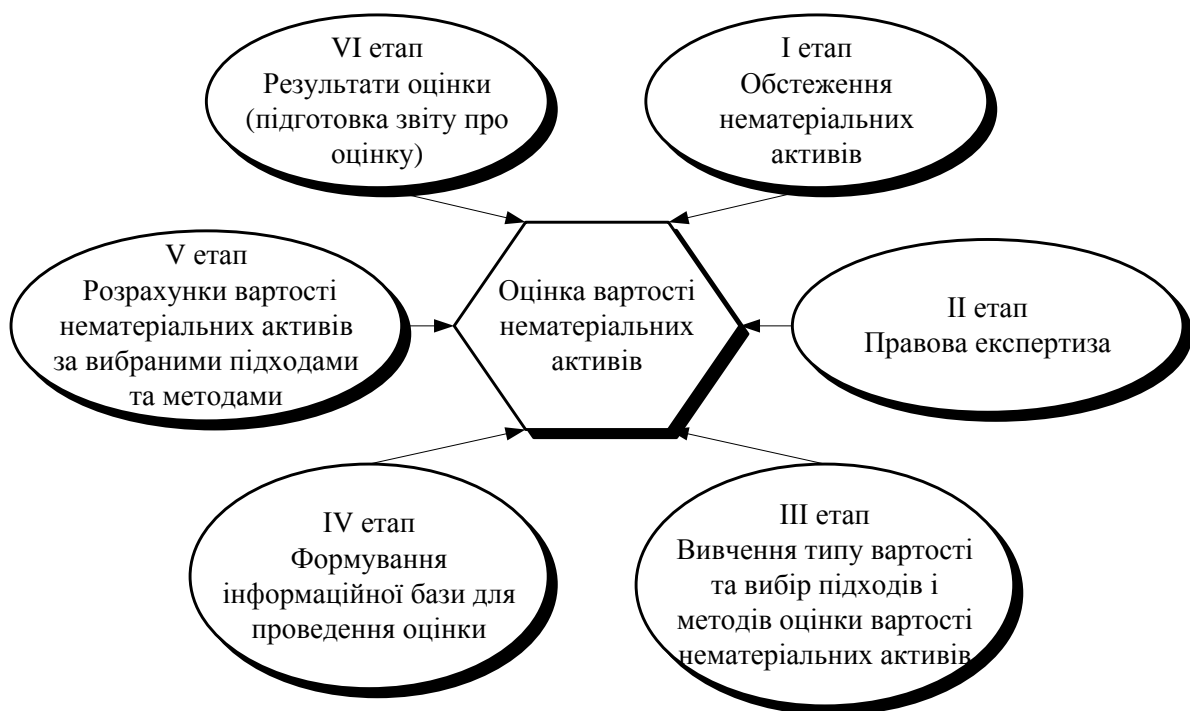 VI етап
Результати оцінки
(підготовка звіту про
оцінку)
I етап
Обстеження
нематеріальних
активів
V етап
Розрахунки вартості
нематеріальних активів
за вибраними підходами
та методами
Оцінка вартості
нематеріальних
активів
II етап
Правова експертиза
IV етап
Формування
інформаційної бази для
проведення оцінки
III етап
Вивчення типу вартості
та вибір підходів і
методів оцінки вартості
нематеріальних активів